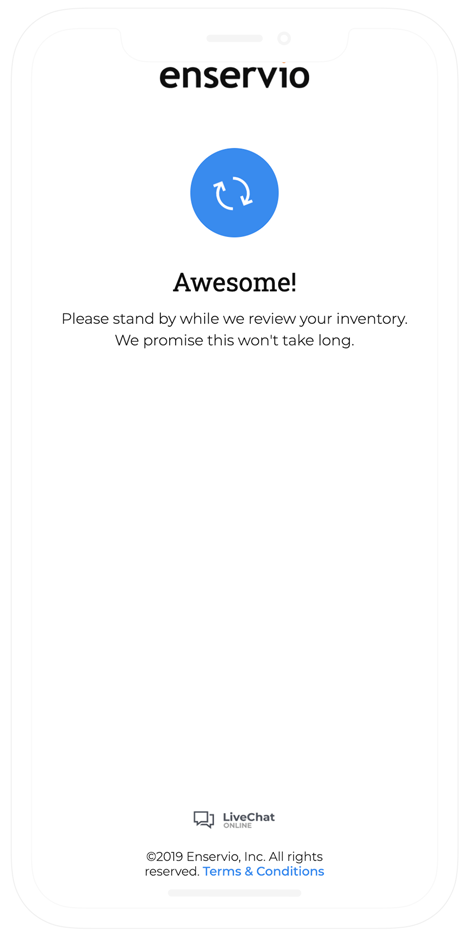 enservio
Awesome!
Please stand by while we review your inventory.
We promise this won't take long.
LiveChat
ONLINE
©2019 Enservio, Inc. All rights
reserved. Terms & Conditions